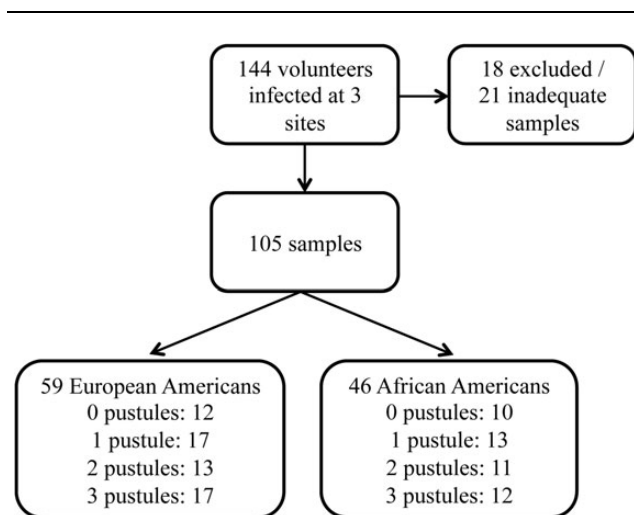 144 volunteers
infected at 3
sites
18 excluded /
21 inadequate
samples
105 samples
59 European Americans
0 pustules: 12
1 pustule: 17
2 pustules: 13
3 pustules: 17
46 African Americans
0 pustules: 10
1 pustule: 13
2 pustules: 11
3 pustules: 12